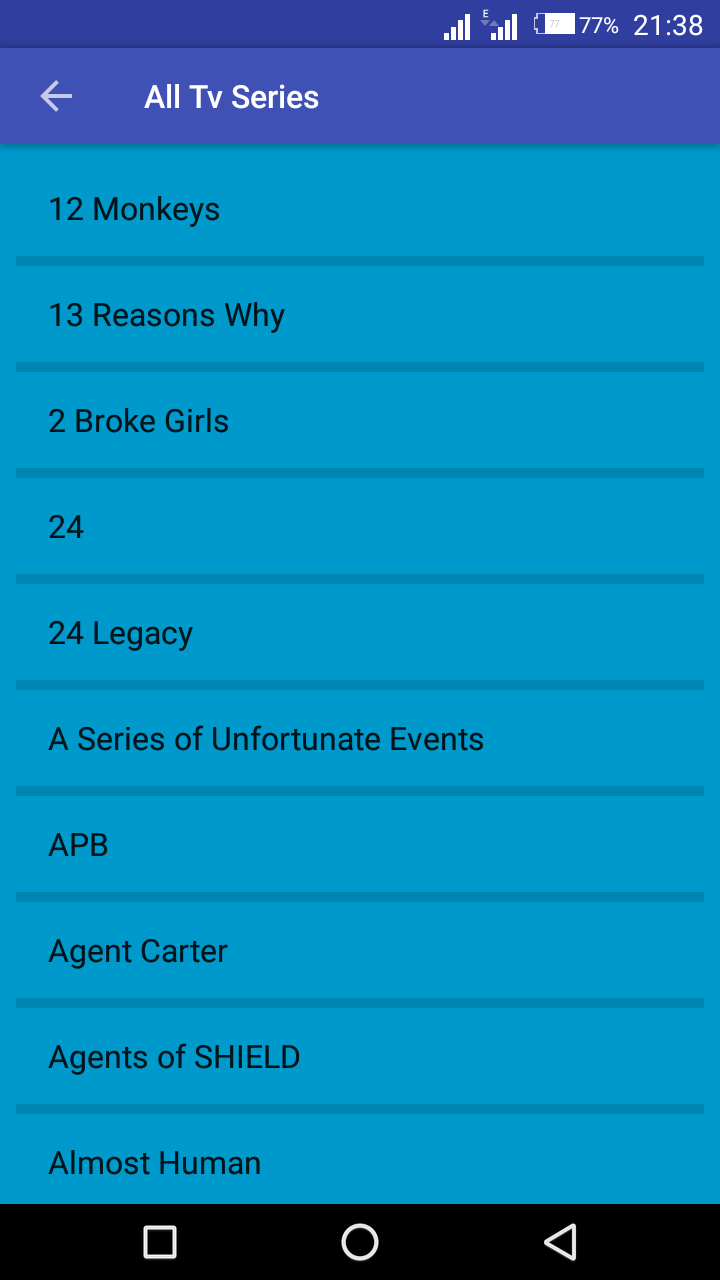 E
77
77%
21:38
All Tv Series
12 Monkeys
13 Reasons Why
2 Broke Girls
24
24 Legacy
A Series of Unfortunate Events
APB
Agent Carter
Agents of SHIELD
Almost Human